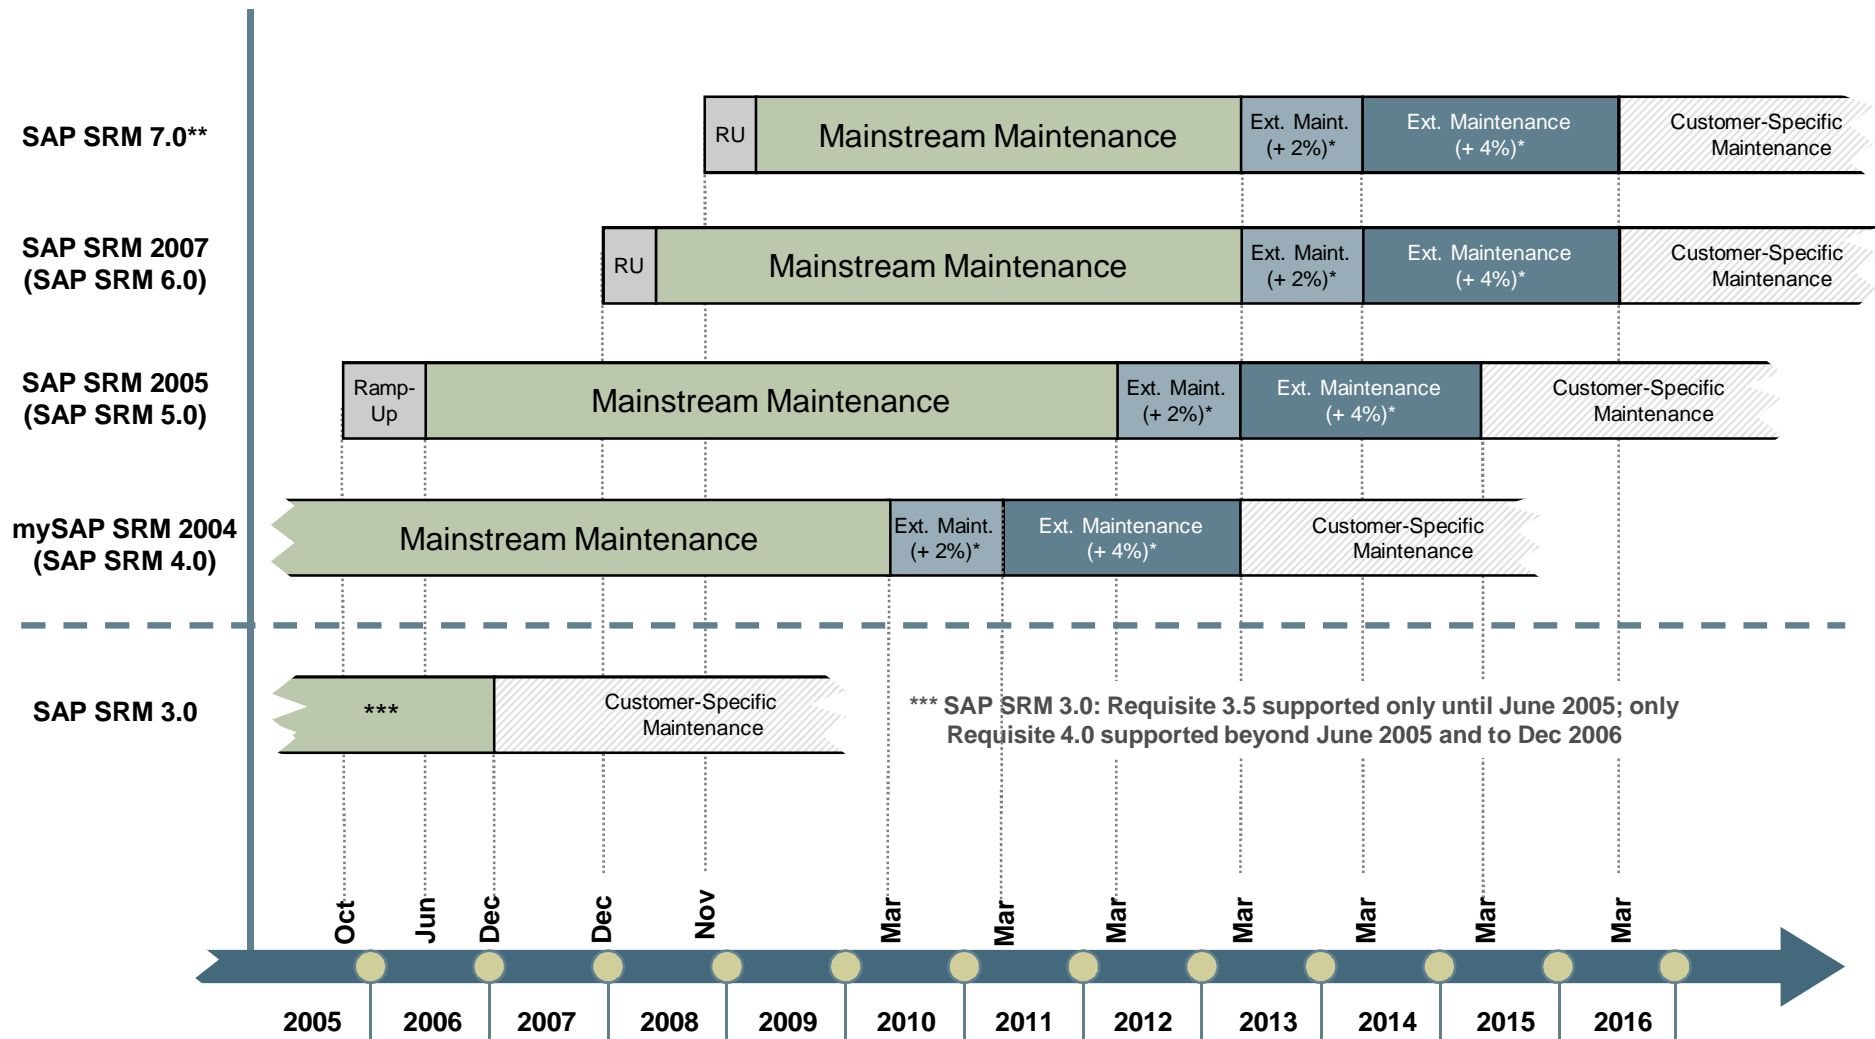 SAP SRM 7.0**
RU
Mainstream Maintenance
Ext. Maint.
(+ 2%)*
Ext. Maintenance
(+ 4%)*
Customer-Specific
Maintenance
SAP SRM 2007
(SAP SRM 6.0)
RU
Mainstream Maintenance
Ext. Maint.
(+ 2%)*
Ext. Maintenance
(+ 4%)*
Customer-Specific
Maintenance
SAP SRM 2005
(SAP SRM 5.0)
Ramp-
Up
Mainstream Maintenance
Ext. Maint.
(+ 2%)*
Ext. Maintenance
(+ 4%)*
Customer-Specific
Maintenance
mySAP SRM 2004
(SAP SRM 4.0)
Mainstream Maintenance
Ext. Maint.
(+ 2%)*
Ext. Maintenance
(+ 4%)*
Customer-Specific
Maintenance
SAP SRM 3.0
***
Customer-Specific
Maintenance
*** SAP SRM 3.0: Requisite 3.5 supported only until June 2005; only
Requisite 4.0 supported beyond June 2005 and to Dec 2006
Oct
Jun
Dec
Dec
Nov
Mar
Mar
Mar
Mar
Mar
Mar
Mar
2005
2006
2007
2008
2009
2010
2011
2012
2013
2014
2015
2016